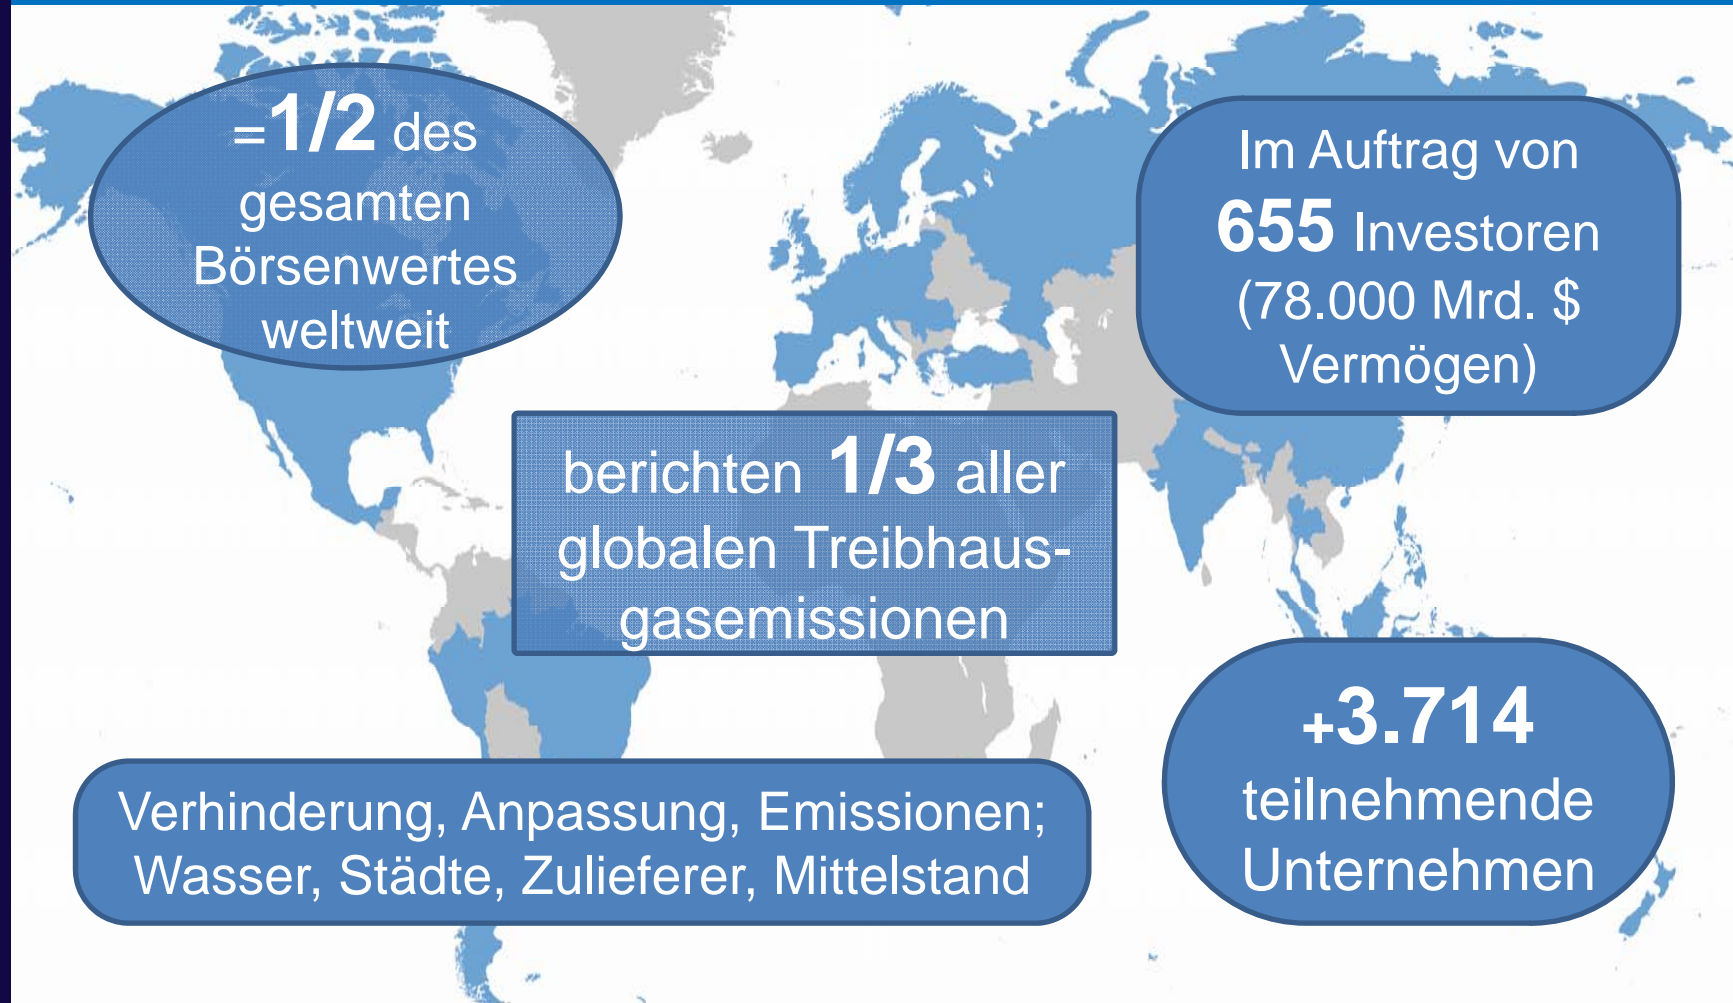 =1/2 des
gesamten
Börsenwertes
weltweit
Im Auftrag von
655 Investoren
(78.000 Mrd. $
Vermögen)
berichten 1/3 aller
globalen Treibhaus-
gasemissionen
+3.714
teilnehmende
Unternehmen
Verhinderung, Anpassung, Emissionen;
Wasser, Städte, Zulieferer, Mittelstand